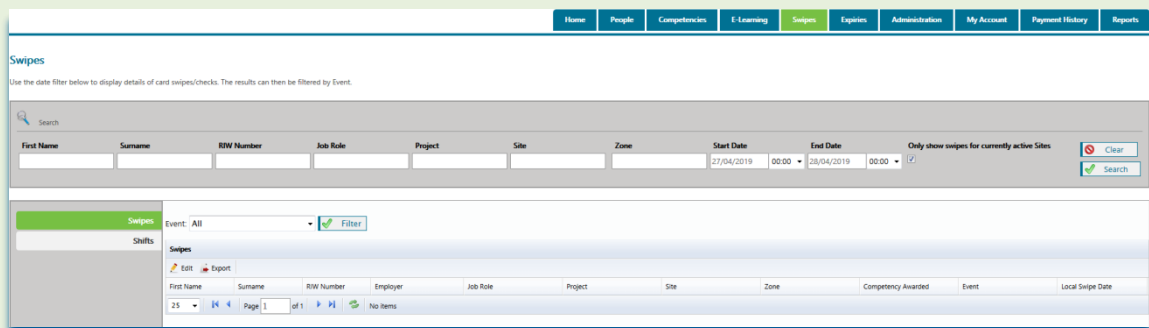 Home People Competencies E-Learning Swipes Expiries Administration My Account Payment History Reports
Swipes
Use the date filter below to display details of card swipes/checks. The results can then be filtered by Event.
Search
First Name Surname RIW Number Job Role Project Site Zone Start Date End Date Only show swipes for currently active Sites
27/04/2019 00:00 28/04/2019 00:00
Clear
Search
Swipes
Shifts
Event: All Filter
Swipes
Edit Export
First Name Surname RIW Number Employer Job Role Project Site Zone Competency Awarded Event Local Swipe Date
25 Page 1 of 1 No items